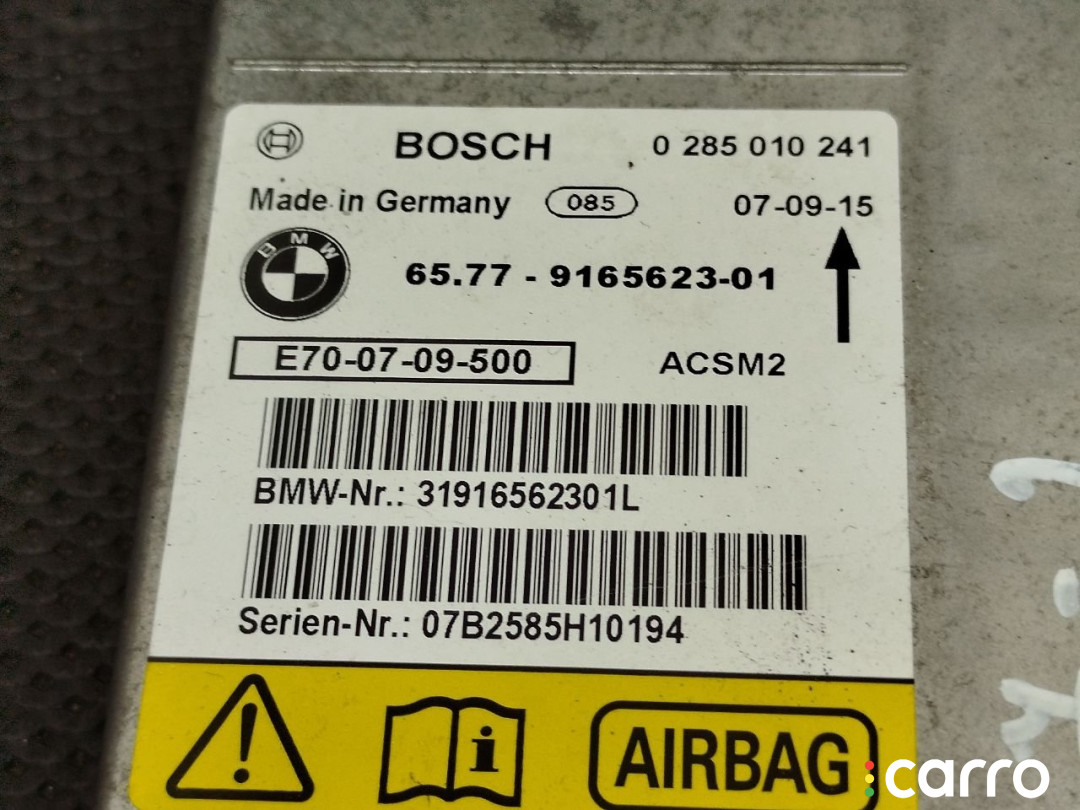 BOSCH 0 285 010 241
Made in Germany 085 07-09-15
BMW
65.77 - 9165623-01
E70-07-09-500 ACSM2
BMW-Nr.: 31916562301L
Serien-Nr.: 07B2585H10194
i AIRBAG
carro